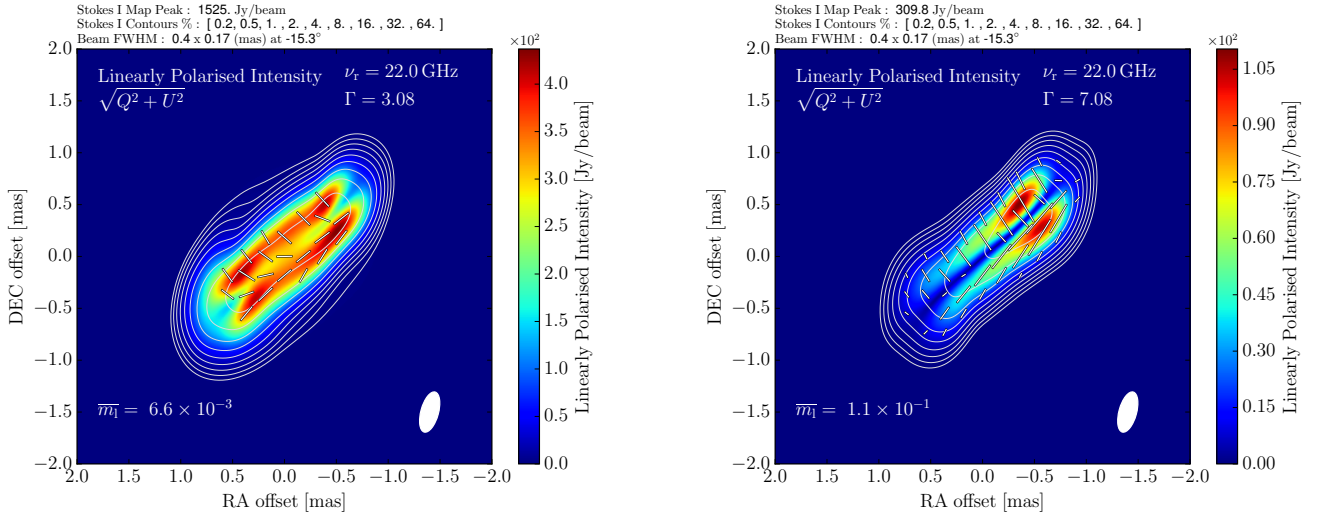 Stokes I Map Peak : 1525. Jy/beam
Stokes I Contours % : [ 0.2, 0.5, 1. , 2. , 4. , 8. , 16. , 32. , 64. ]
Beam FWHM : 0.4 x 0.17 (mas) at -15.3°
×10²
2.0
1.5
1.0
0.5
0.0
−0.5
−1.0
−1.5
−2.0
DEC offset [mas]
Linearly Polarised Intensity
√Q² + U²
νr = 22.0 GHz
Γ = 3.08
m̅l = 6.6 × 10⁻³
2.0 1.5 1.0 0.5 0.0 −0.5 −1.0 −1.5 −2.0
RA offset [mas]
4.0
3.5
3.0
2.5
2.0
1.5
1.0
0.5
0.0
Linearly Polarised Intensity [Jy/beam]
Stokes I Map Peak : 309.8 Jy/beam
Stokes I Contours % : [ 0.2, 0.5, 1. , 2. , 4. , 8. , 16. , 32. , 64. ]
Beam FWHM : 0.4 x 0.17 (mas) at -15.3°
×10²
2.0
1.5
1.0
0.5
0.0
−0.5
−1.0
−1.5
−2.0
DEC offset [mas]
Linearly Polarised Intensity
√Q² + U²
νr = 22.0 GHz
Γ = 7.08
m̅l = 1.1 × 10⁻¹
2.0 1.5 1.0 0.5 0.0 −0.5 −1.0 −1.5 −2.0
RA offset [mas]
1.05
0.90
0.75
0.60
0.45
0.30
0.15
0.00
Linearly Polarised Intensity [Jy/beam]